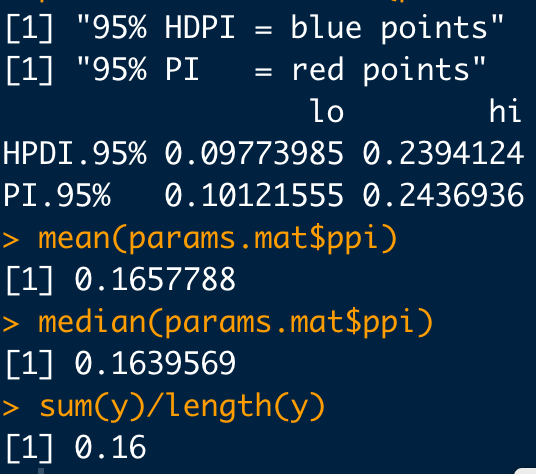 [1] "95% HDPI = blue points"
[1] "95% PI   = red points"
                 lo        hi
HPDI.95% 0.09773985 0.2394124
PI.95%   0.10121555 0.2436936
> mean(params.mat$ppi)
[1] 0.1657788
> median(params.mat$ppi)
[1] 0.1639569
> sum(y)/length(y)
[1] 0.16